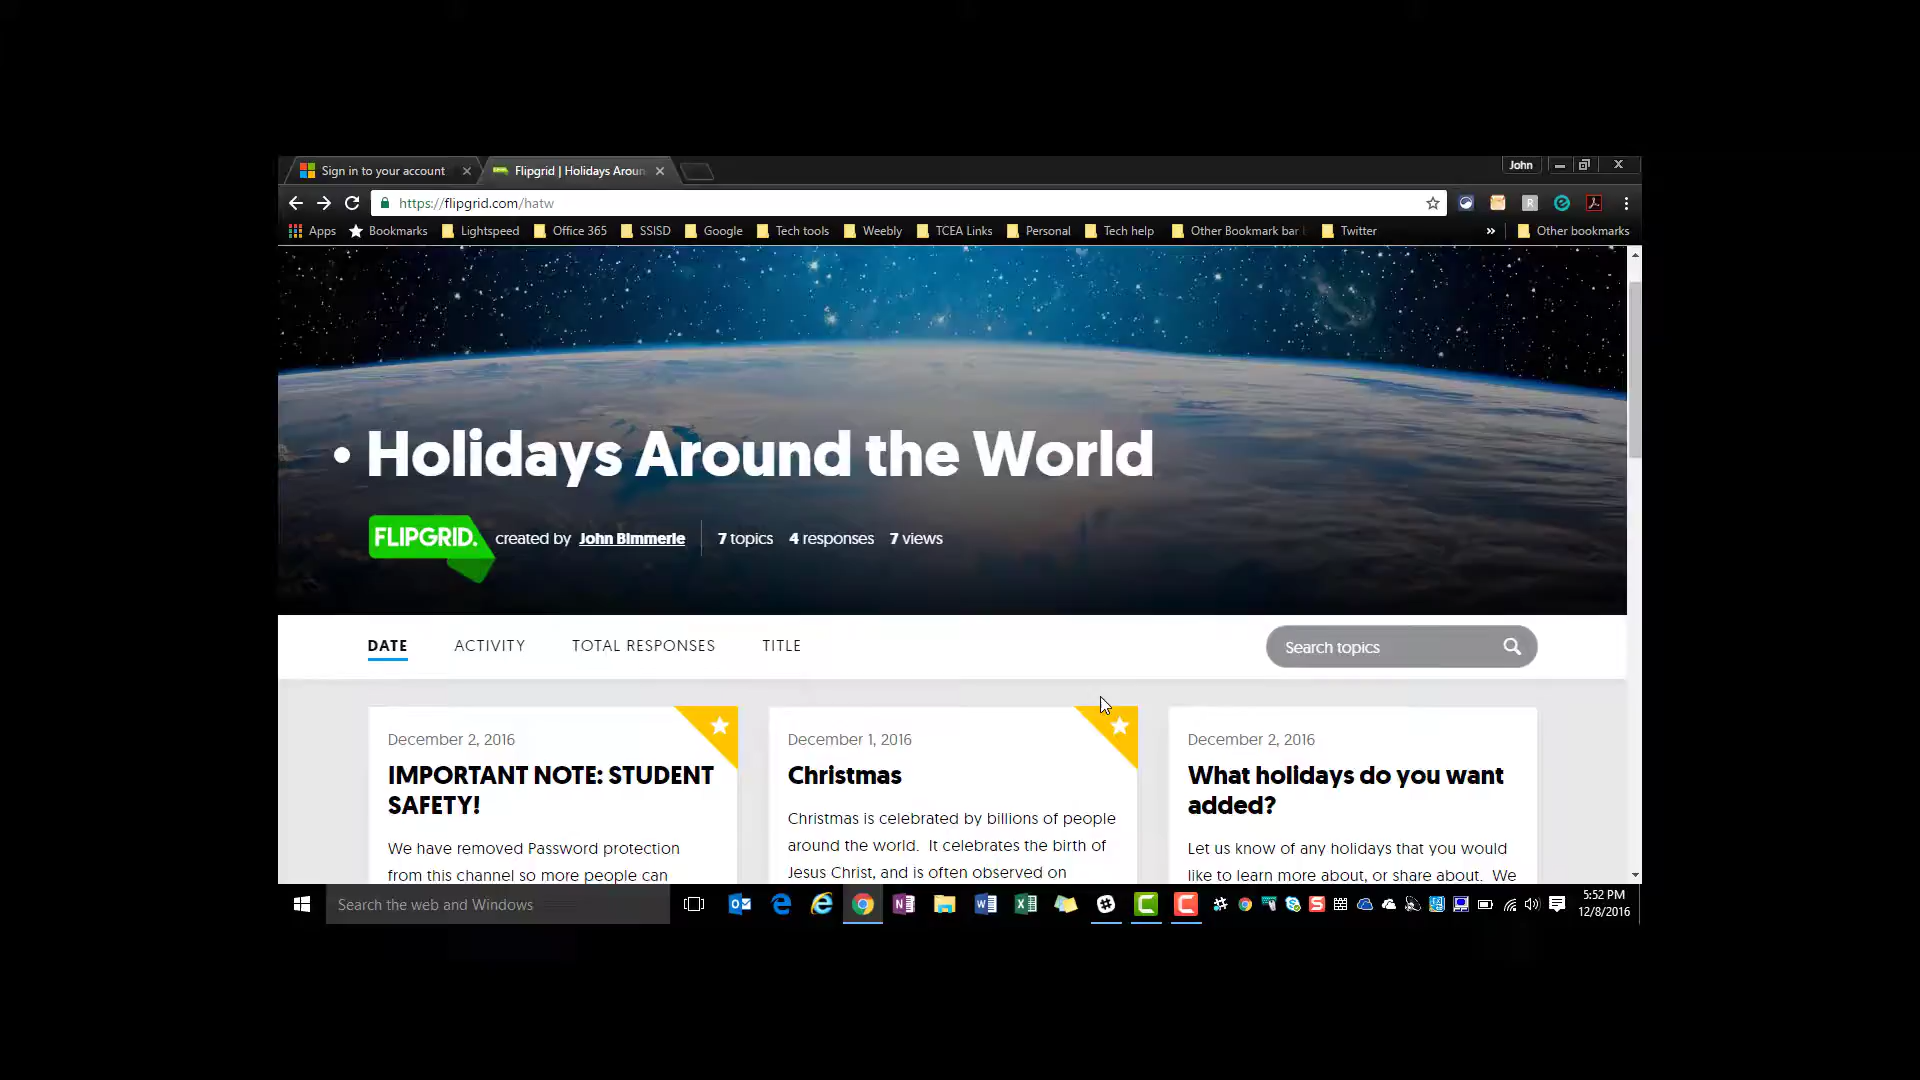 Sign in to your account
Flipgrid | Holidays Aroun
John
https://flipgrid.com/hatw
Apps
Bookmarks
Lightspeed
Office 365
SSISD
Google
Tech tools
Weebly
TCEA Links
Personal
Tech help
Other Bookmark bar
Twitter
»
Other bookmarks
• Holidays Around the World
FLIPGRID. created by John Bimmerle 7 topics 4 responses 7 views
DATE ACTIVITY TOTAL RESPONSES TITLE
Search topics
December 2, 2016
IMPORTANT NOTE: STUDENT
SAFETY!
We have removed Password protection
from this channel so more people can
December 1, 2016
Christmas
Christmas is celebrated by billions of people
around the world. It celebrates the birth of
Jesus Christ, and is often observed on
December 2, 2016
What holidays do you want
added?
Let us know of any holidays that you would
like to learn more about, or share about. We
Search the web and Windows
5:52 PM
12/8/2016